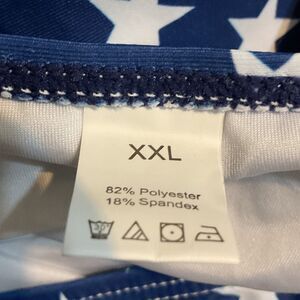 XXL
82% Polyester
18% Spandex